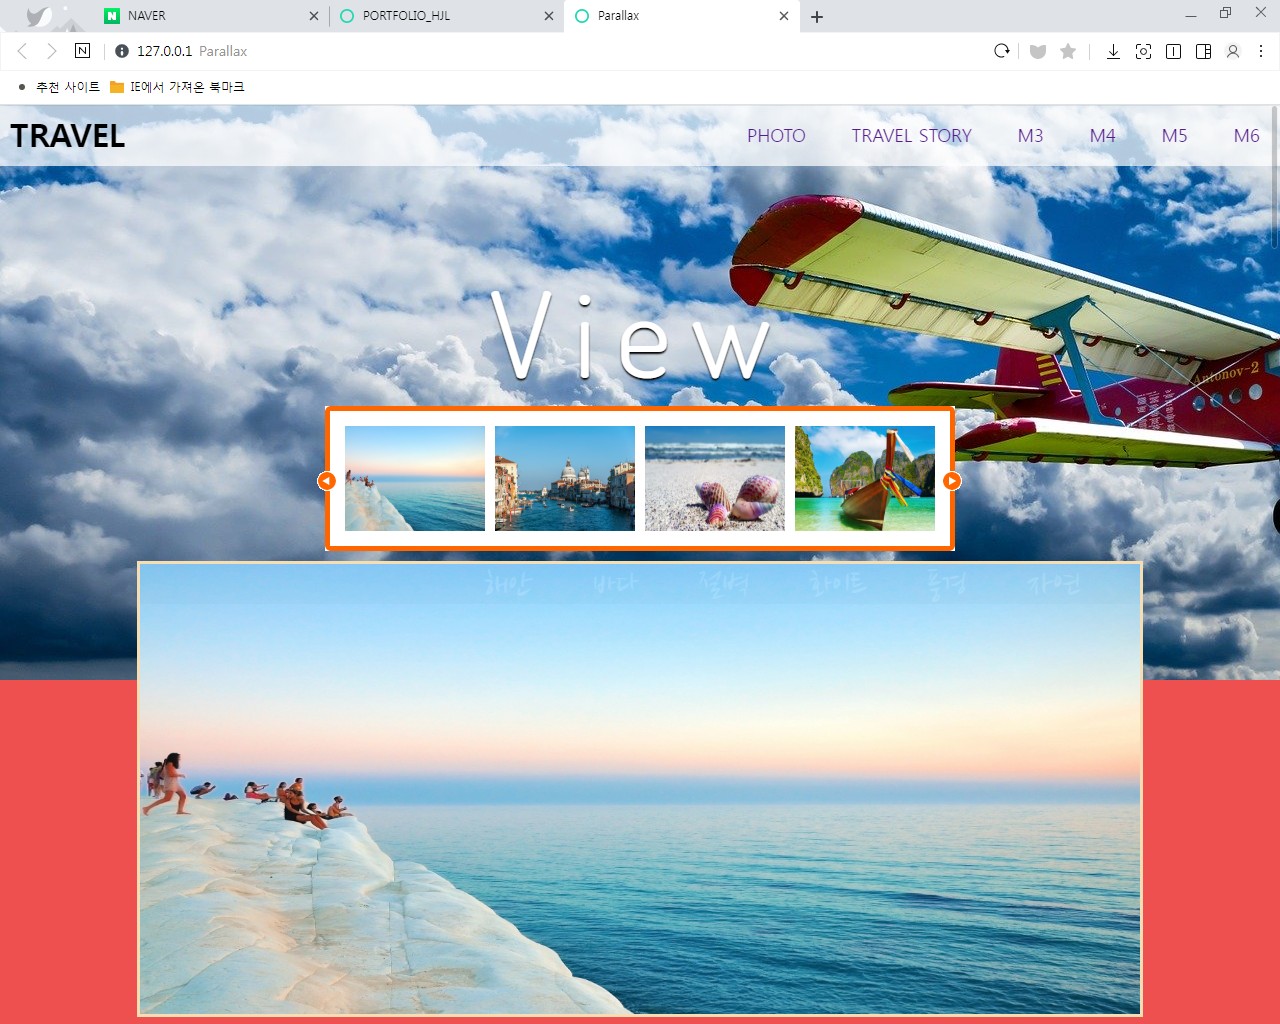 NAVER
PORTFOLIO_HJL
Parallax
127.0.0.1 Parallax
추천 사이트
IE에서 가져온 북마크
TRAVEL
PHOTO
TRAVEL STORY
M3
M4
M5
M6
Antonov-2
View
해안 바다 절벽 화이트 풍경 자연